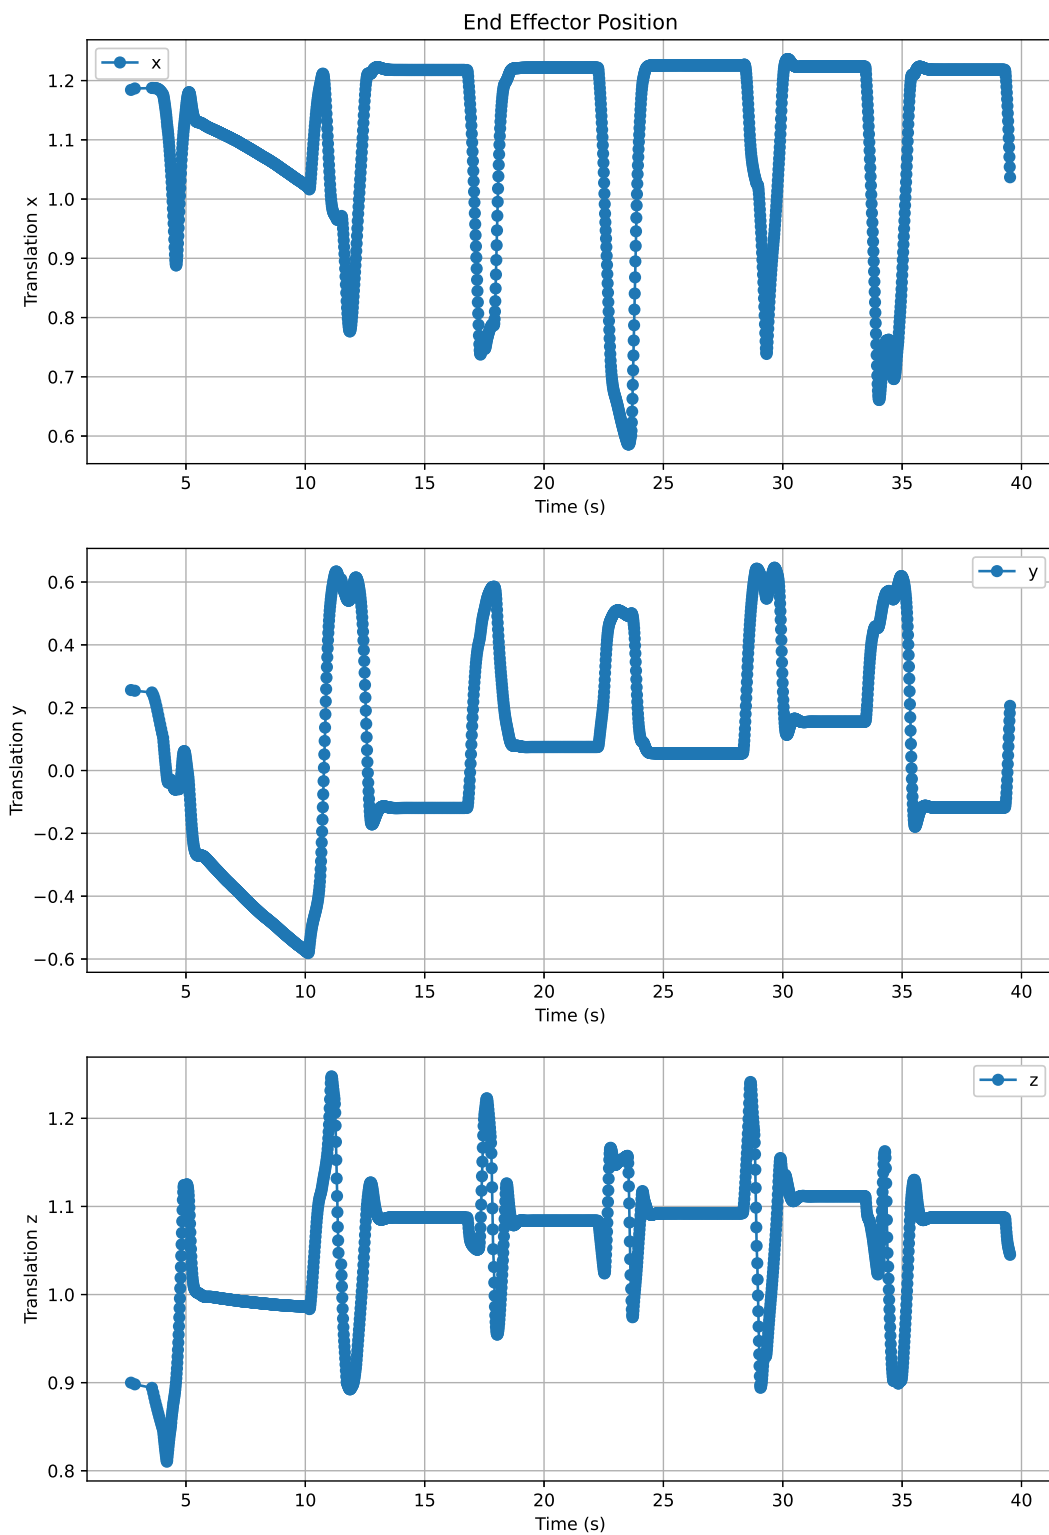 End Effector Position
x
Translation x
1.2
1.1
1.0
0.9
0.8
0.7
0.6
5 10 15 20 25 30 35 40
Time (s)
y
Translation y
0.6
0.4
0.2
0.0
−0.2
−0.4
−0.6
5 10 15 20 25 30 35 40
Time (s)
z
Translation z
1.2
1.1
1.0
0.9
0.8
5 10 15 20 25 30 35 40
Time (s)